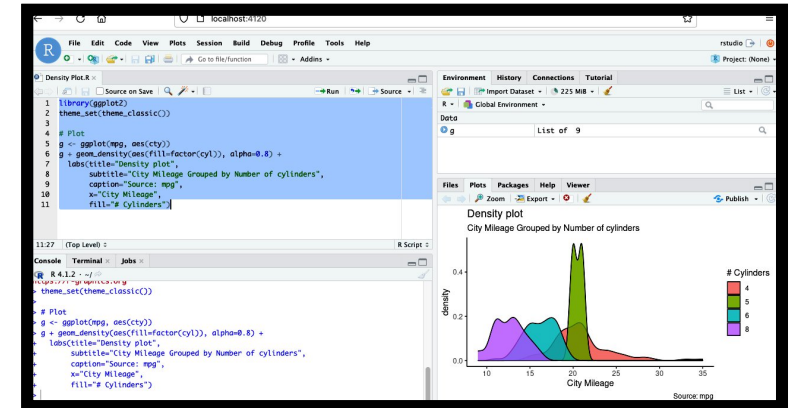 localhost:4120
R
File Edit Code View Plots Session Build Debug Profile Tools Help
rstudio
Go to file/function
Addins
Project: (None)
Density Plot.R
Source on Save
Run
Source
1 library(ggplot2)
2 theme_set(theme_classic())
3
4 # Plot
5 g <- ggplot(mpg, aes(cty))
6 g + geom_density(aes(fill=factor(cyl)), alpha=0.8) +
7 labs(title="Density plot",
8 subtitle="City Mileage Grouped by Number of cylinders",
9 caption="Source: mpg",
10 x="City Mileage",
11 fill="# Cylinders")
11:27 (Top Level) R Script
Console Terminal Jobs
R 4.1.2 · ~/
> theme_set(theme_classic())
>
> # Plot
> g <- ggplot(mpg, aes(cty))
> g + geom_density(aes(fill=factor(cyl)), alpha=0.8) +
+ labs(title="Density plot",
+ subtitle="City Mileage Grouped by Number of cylinders",
+ caption="Source: mpg",
+ x="City Mileage",
+ fill="# Cylinders")
>
Environment History Connections Tutorial
Import Dataset 225 MiB List
R Global Environment
Data
g List of 9
Files Plots Packages Help Viewer
Zoom Export Publish
Density plot
City Mileage Grouped by Number of cylinders
density
0.4
0.2
0.0
10 15 20 25 30 35
City Mileage
# Cylinders
4
5
6
8
Source: mpg